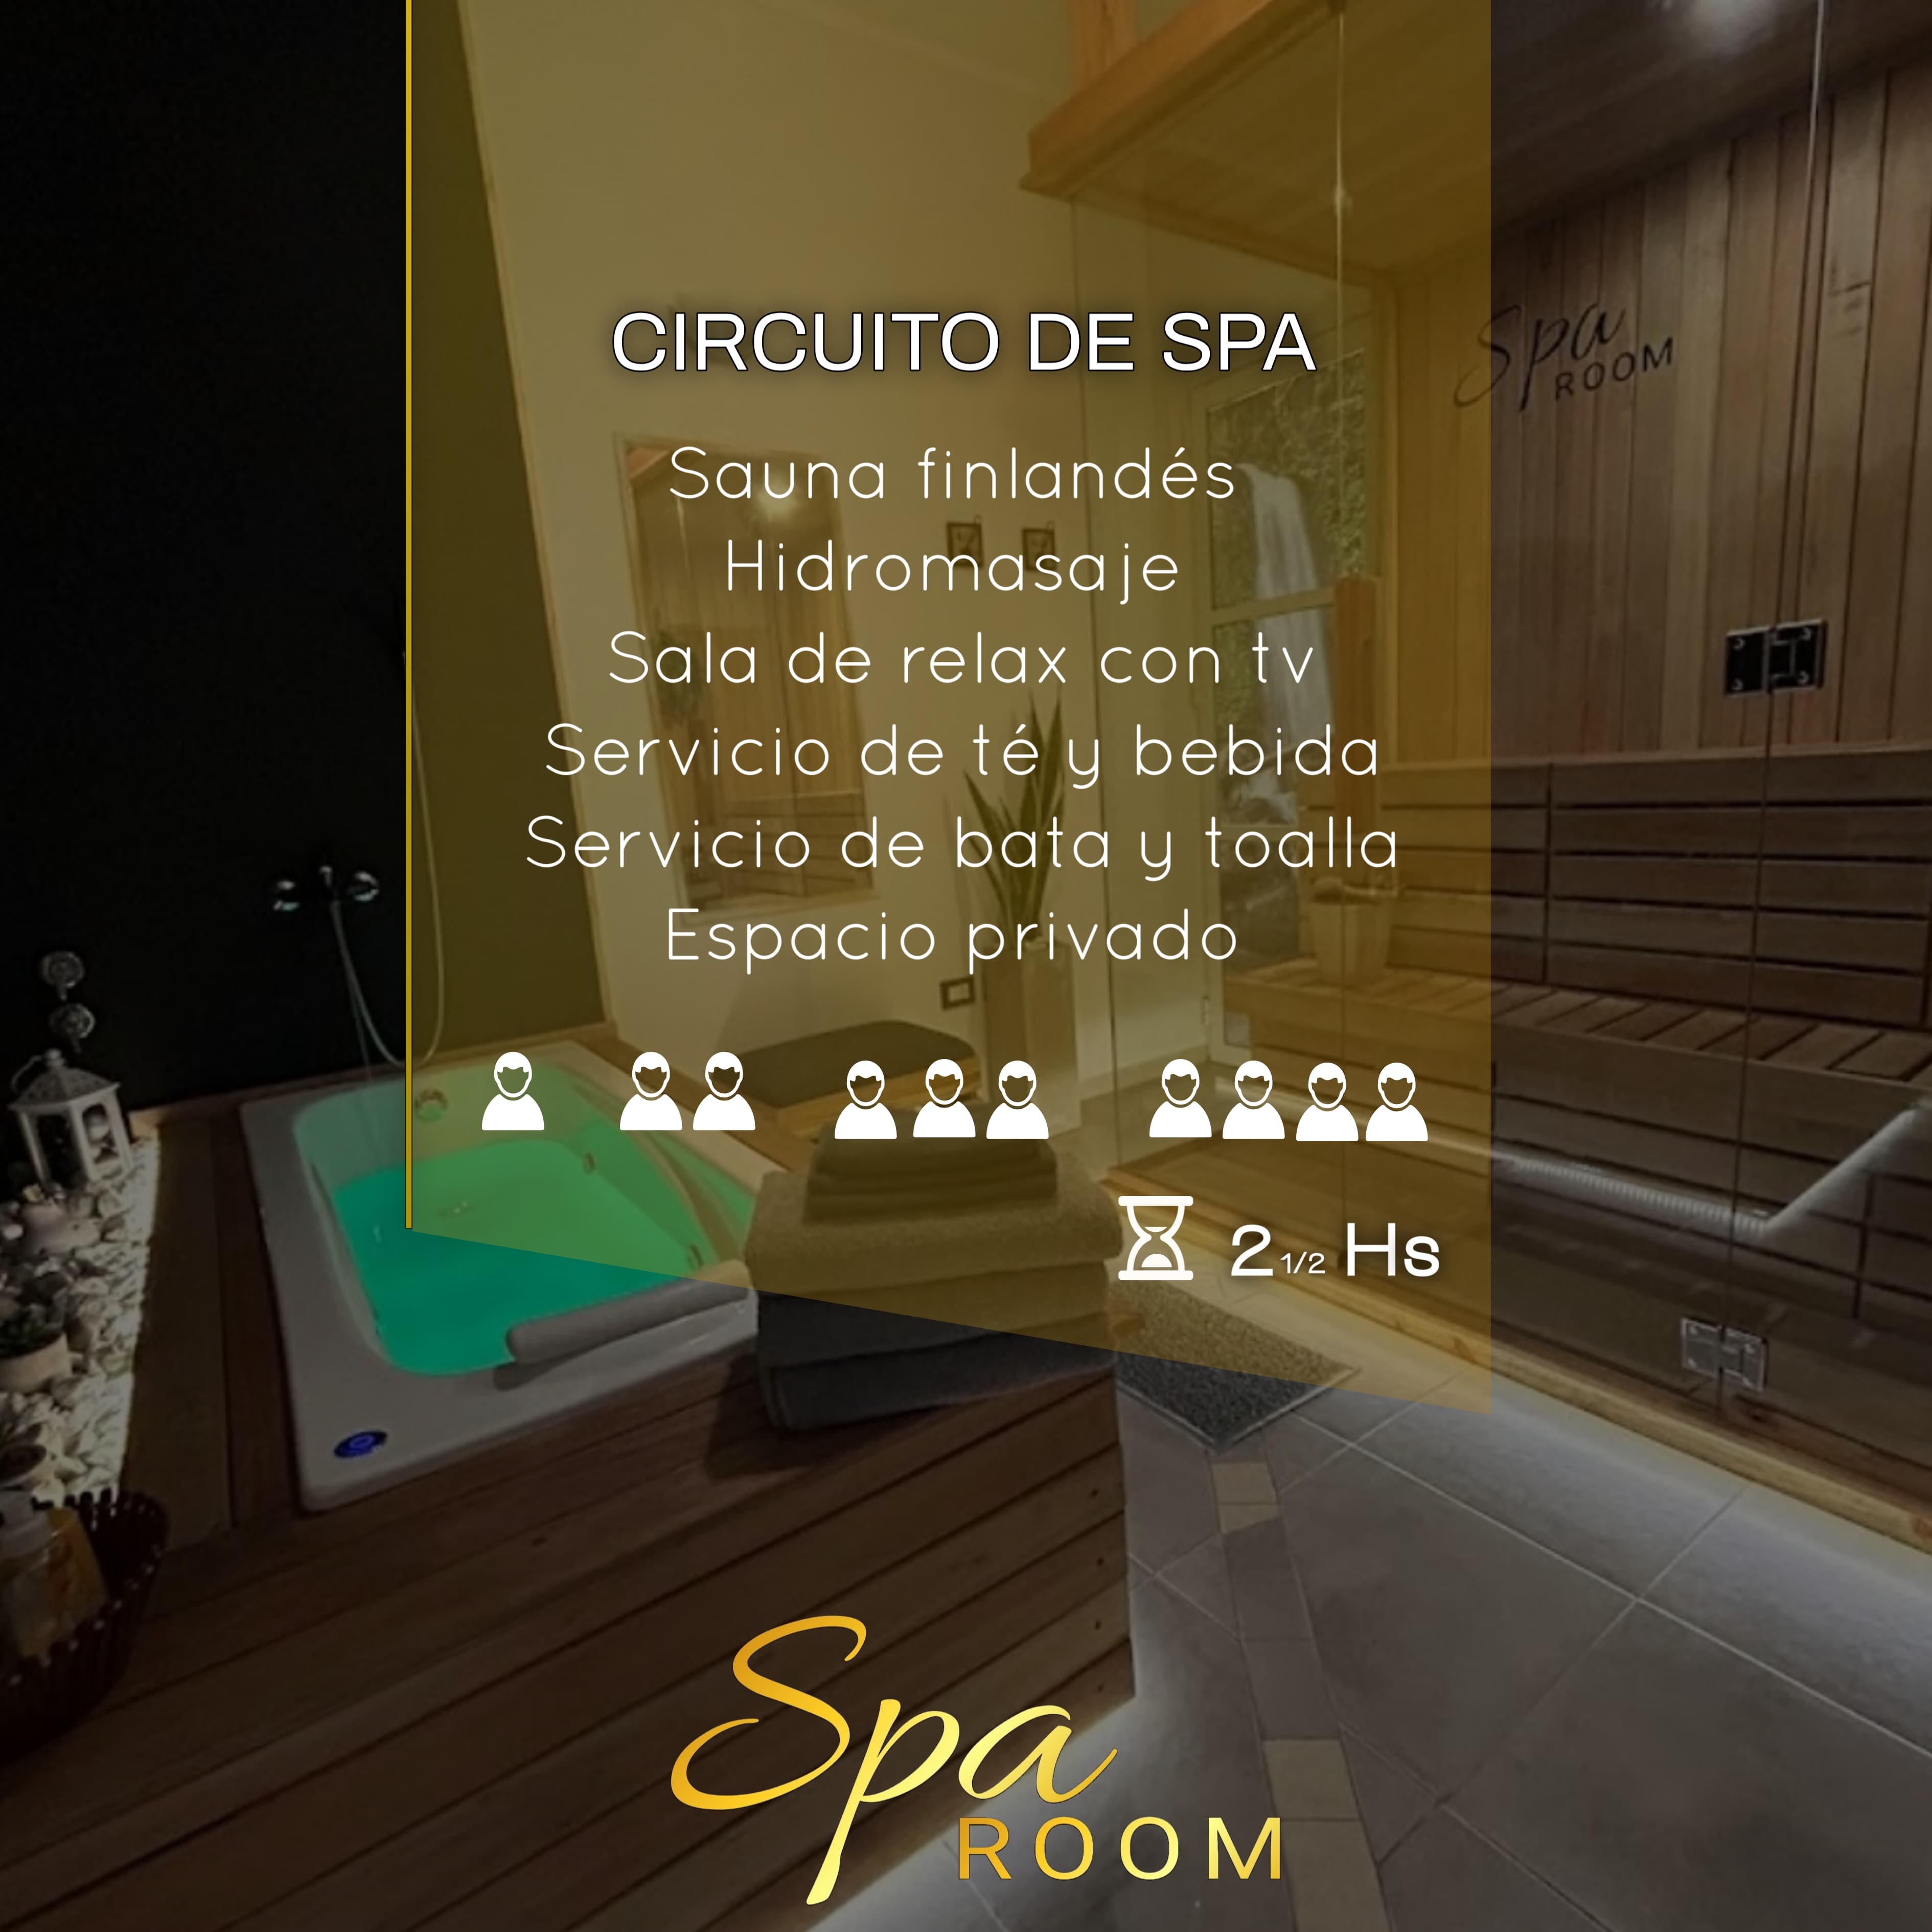 CIRCUITO DE SPA
Spa
ROOM
Sauna finlandés
Hidromasaje
Sala de relax con tv
Servicio de té y bebida
Servicio de bata y toalla
Espacio privado
2 1/2 Hs
Spa
ROOM